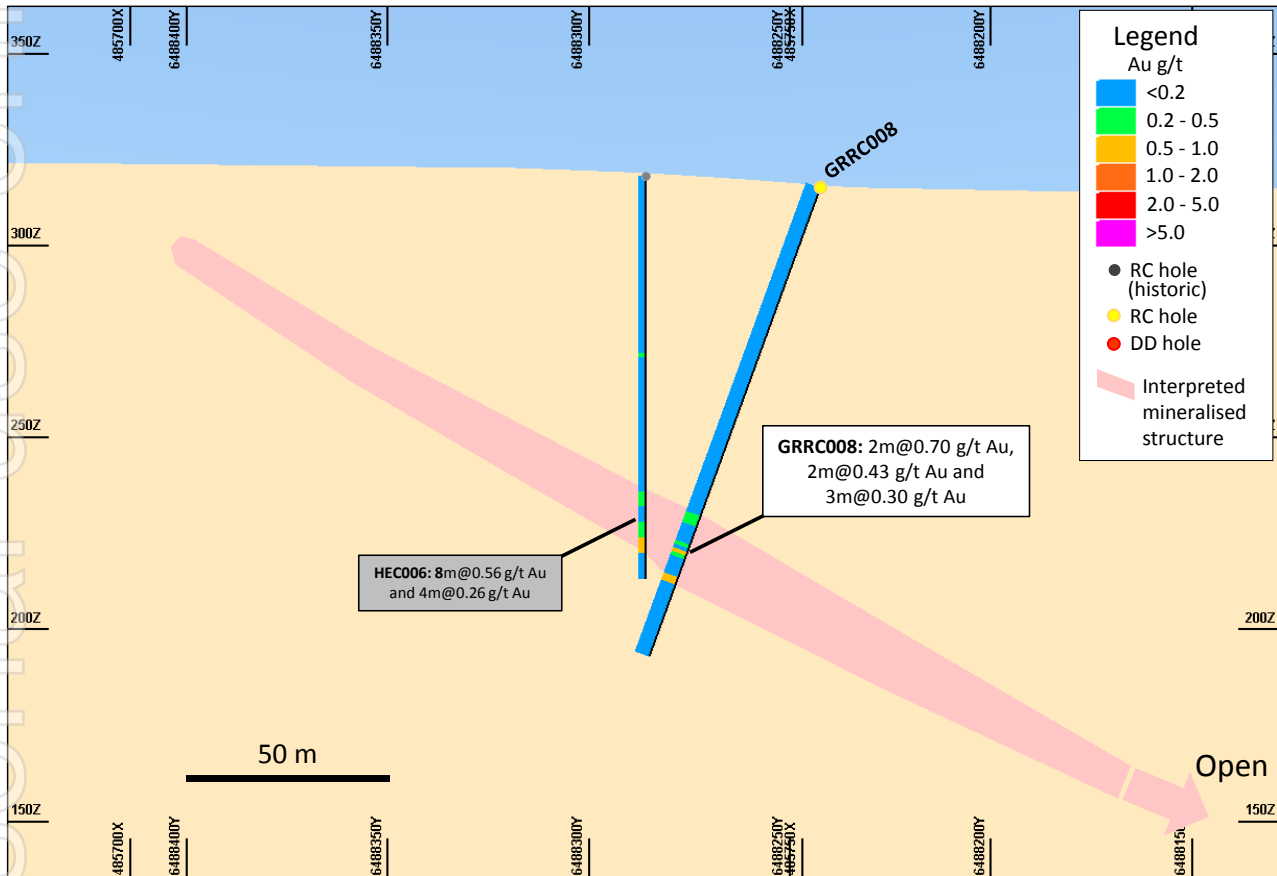 485700X
6488400Y
6488350Y
6488300Y
6488250Y
485750X
6488200Y
350Z
300Z
250Z
200Z
150Z
GRRC008
Legend
Au g/t
<0.2
0.2 - 0.5
0.5 - 1.0
1.0 - 2.0
2.0 - 5.0
>5.0
RC hole
(historic)
RC hole
DD hole
Interpreted
mineralised
structure
GRRC008: 2m@0.70 g/t Au,
2m@0.43 g/t Au and
3m@0.30 g/t Au
HEC006: 8m@0.56 g/t Au
and 4m@0.26 g/t Au
200Z
50 m
Open
150Z
485700X
6488400Y
6488350Y
6488300Y
6488250Y
485750X
6488200Y